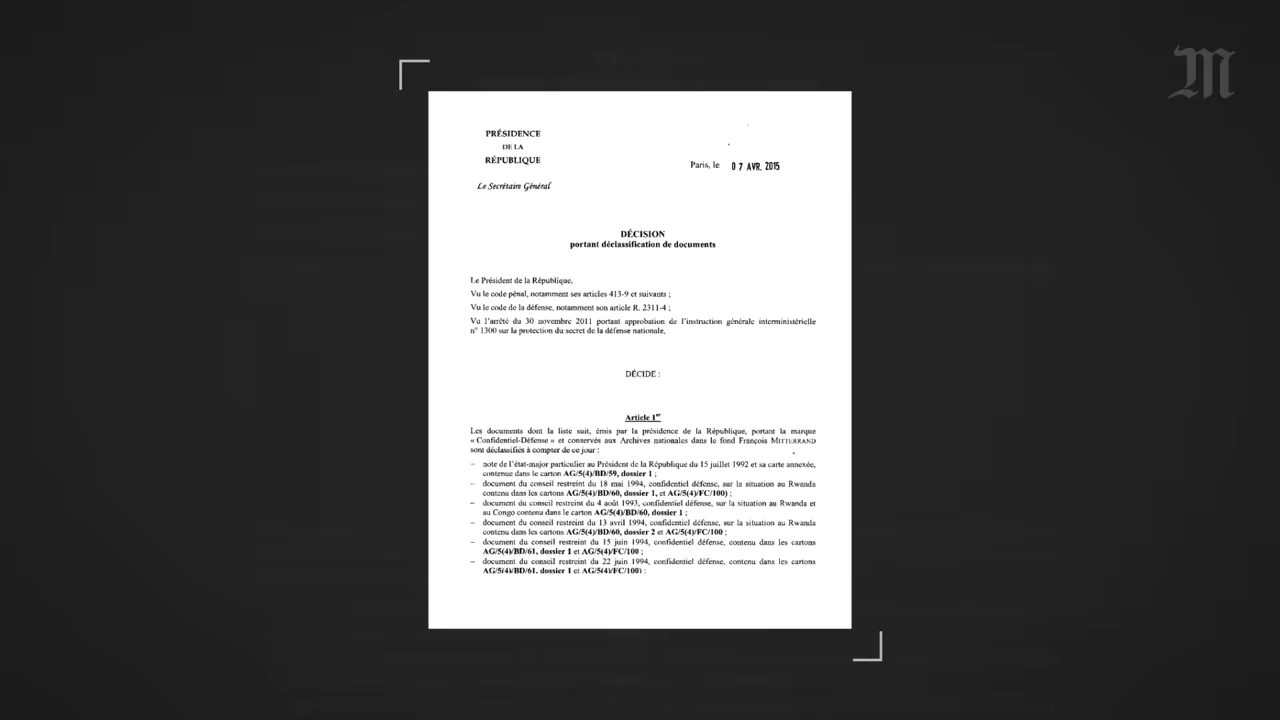 M
PRÉSIDENCE
DE LA
RÉPUBLIQUE
Paris, le 07 AVR. 2015
Le Secrétaire Général
DÉCISION
portant déclassification de documents
Le Président de la République,
Vu le code pénal, notamment ses articles 413-9 et suivants ;
Vu le code de la défense, notamment son article R. 2311-4 ;
Vu l'arrêté du 30 novembre 2011 portant approbation de l'instruction générale interministérielle
n° 1300 sur la protection du secret de la défense nationale,
DÉCIDE :
Article 1er
Les documents dont la liste suit, émis par la présidence de la République, portant la marque
« Confidentiel-Défense » et conservés aux Archives nationales dans le fond François MITTERRAND
sont déclassifiés à compter de ce jour :
– note de l'état-major particulier au Président de la République du 15 juillet 1992 et sa carte annexée,
contenue dans le carton AG/5(4)/BD/59, dossier 1 ;
– document du conseil restreint du 18 mai 1994, confidentiel défense, sur la situation au Rwanda
contenu dans les cartons AG/5(4)/BD/60, dossier 1, et AG/5(4)/FC/100) ;
– document du conseil restreint du 4 août 1993, confidentiel défense, sur la situation au Rwanda et
au Congo contenu dans le carton AG/5(4)/BD/60, dossier 1 ;
– document du conseil restreint du 13 avril 1994, confidentiel défense, sur la situation au Rwanda
contenu dans les cartons AG/5(4)/BD/60, dossier 2 et AG/5(4)/FC/100 ;
– document du conseil restreint du 15 juin 1994, confidentiel défense, contenu dans les cartons
AG/5(4)/BD/61, dossier 1 et AG/5(4)/FC/100 ;
– document du conseil restreint du 22 juin 1994, confidentiel défense, contenu dans les cartons
AG/5(4)/BD/61, dossier 1 et AG/5(4)/FC/100) ;